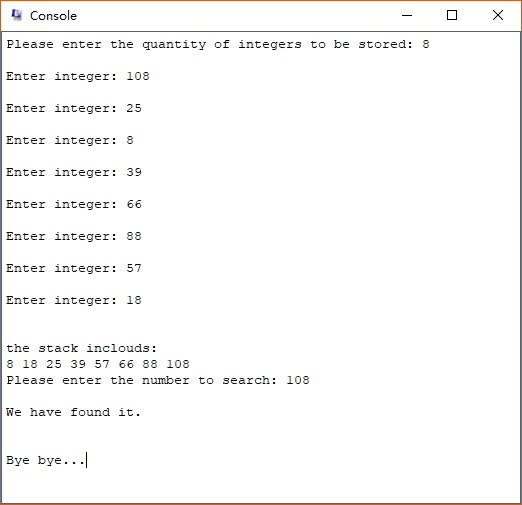 Console
Please enter the quantity of integers to be stored: 8
Enter integer: 108
Enter integer: 25
Enter integer: 8
Enter integer: 39
Enter integer: 66
Enter integer: 88
Enter integer: 57
Enter integer: 18
the stack inclouds:
8 18 25 39 57 66 88 108
Please enter the number to search: 108
We have found it.
Bye bye...